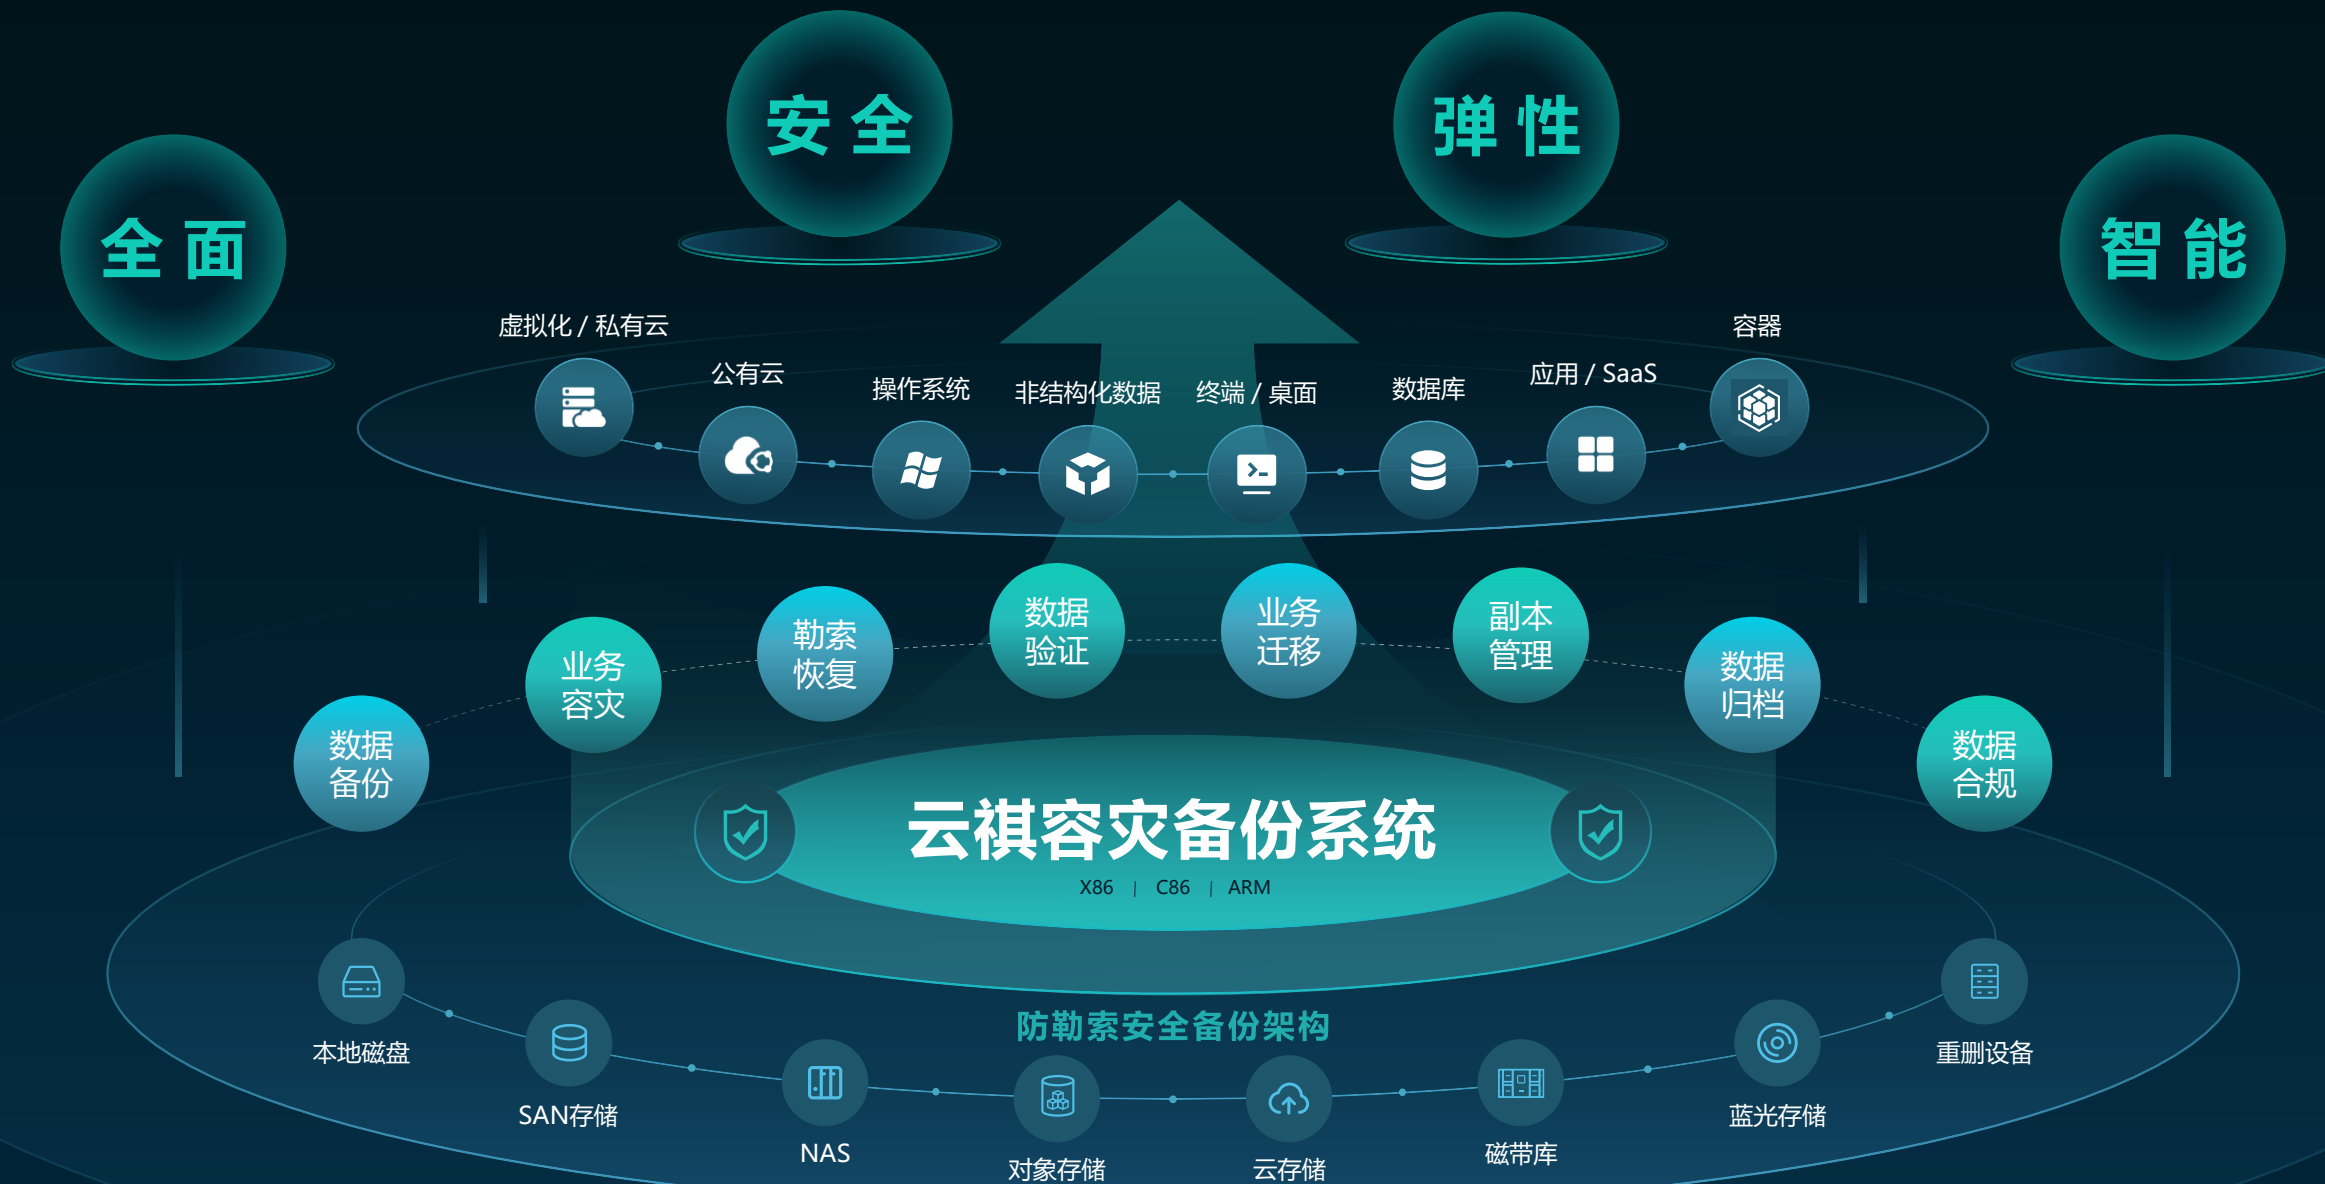 安全
弹性
全面
智能
虚拟化 / 私有云
公有云
操作系统
非结构化数据
终端 / 桌面
数据库
应用 / SaaS
容器
数据
备份
业务
容灾
勒索
恢复
数据
验证
业务
迁移
副本
管理
数据
归档
数据
合规
云祺容灾备份系统
X86 | C86 | ARM
防勒索安全备份架构
本地磁盘
SAN存储
NAS
对象存储
云存储
磁带库
蓝光存储
重删设备